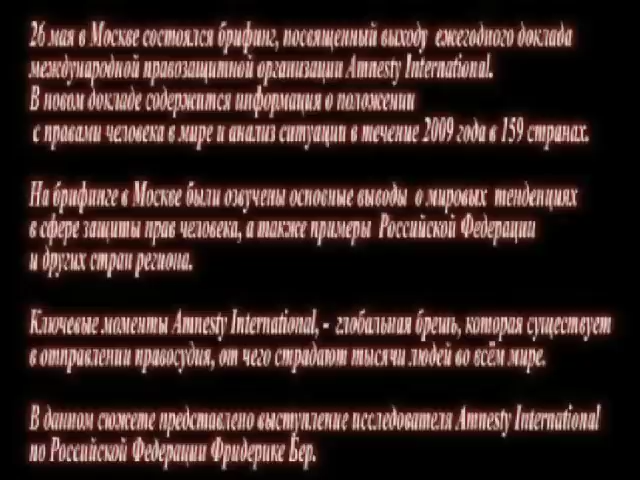 26 мая в Москве состоялся брифинг, посвященный выходу ежегодного доклада
международной правозащитной организации Amnesty International.
В новом докладе содержится информация о положении
с правами человека в мире и анализ ситуации в течение 2009 года в 159 странах.
На брифинге в Москве были озвучены основные выводы о мировых тенденциях
в сфере защиты прав человека, а также примеры Российской Федерации
и других стран региона.
Ключевые моменты Amnesty International, - глобальная брешь, которая существует
в отправлении правосудия, от чего страдают тысячи людей во всём мире.
В данном сюжете представлено выступление исследователя Amnesty International
по Российской Федерации Фридерике Бер.